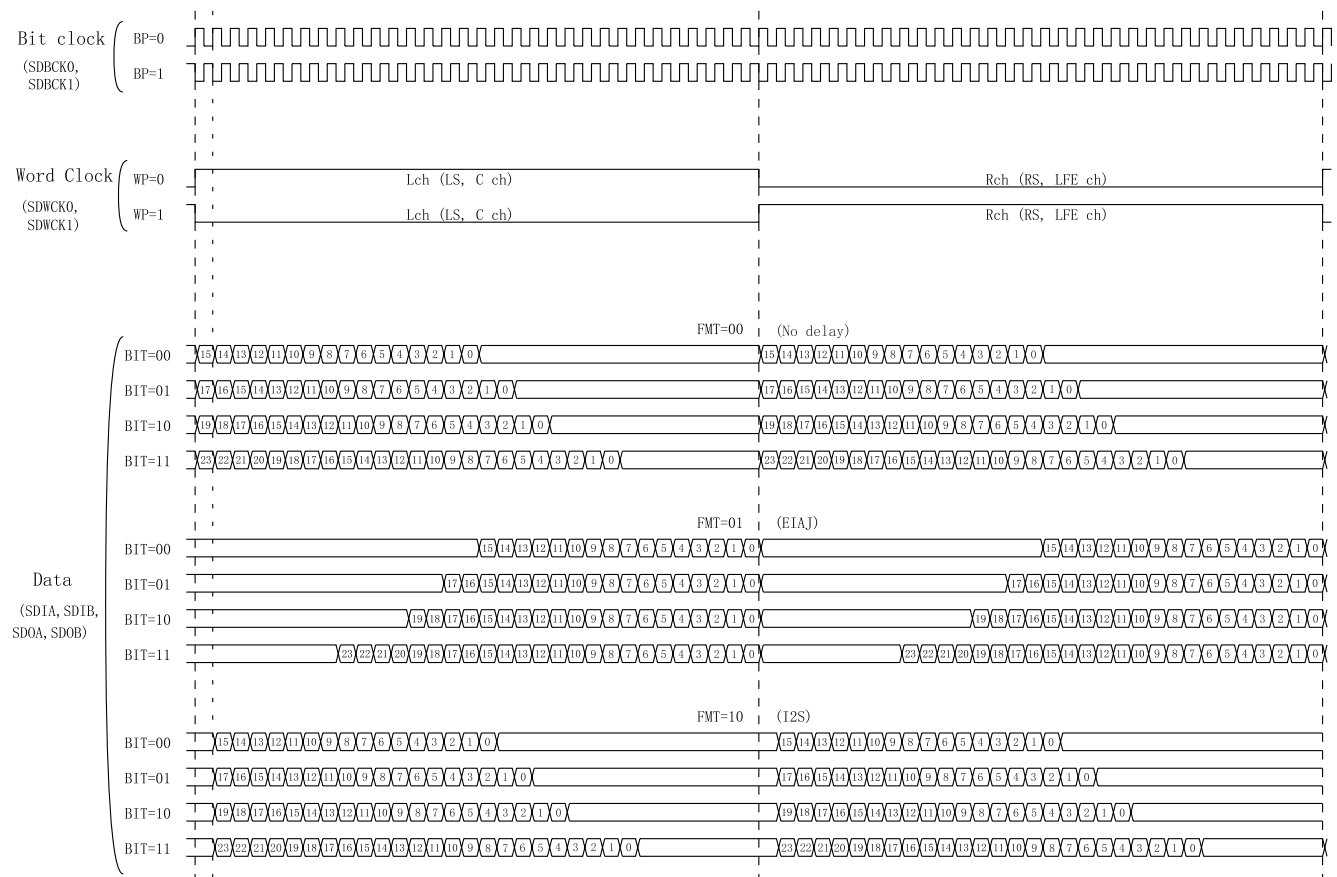 Bit clock
(SDBCK0,
SDBCK1)
BP=0
BP=1
Word Clock
(SDWCK0,
SDWCK1)
WP=0 Lch (LS, C ch) Rch (RS, LFE ch)
WP=1 Lch (LS, C ch) Rch (RS, LFE ch)
Data
(SDIA,SDIB,
SDOA,SDOB)
FMT=00 (No delay)
BIT=00 15 14 13 12 11 10 9 8 7 6 5 4 3 2 1 0 15 14 13 12 11 10 9 8 7 6 5 4 3 2 1 0
BIT=01 17 16 15 14 13 12 11 10 9 8 7 6 5 4 3 2 1 0 17 16 15 14 13 12 11 10 9 8 7 6 5 4 3 2 1 0
BIT=10 19 18 17 16 15 14 13 12 11 10 9 8 7 6 5 4 3 2 1 0 19 18 17 16 15 14 13 12 11 10 9 8 7 6 5 4 3 2 1 0
BIT=11 23 22 21 20 19 18 17 16 15 14 13 12 11 10 9 8 7 6 5 4 3 2 1 0 23 22 21 20 19 18 17 16 15 14 13 12 11 10 9 8 7 6 5 4 3 2 1 0
FMT=01 (EIAJ)
BIT=00 15 14 13 12 11 10 9 8 7 6 5 4 3 2 1 0 15 14 13 12 11 10 9 8 7 6 5 4 3 2 1 0
BIT=01 17 16 15 14 13 12 11 10 9 8 7 6 5 4 3 2 1 0 17 16 15 14 13 12 11 10 9 8 7 6 5 4 3 2 1 0
BIT=10 19 18 17 16 15 14 13 12 11 10 9 8 7 6 5 4 3 2 1 0 19 18 17 16 15 14 13 12 11 10 9 8 7 6 5 4 3 2 1 0
BIT=11 23 22 21 20 19 18 17 16 15 14 13 12 11 10 9 8 7 6 5 4 3 2 1 0 23 22 21 20 19 18 17 16 15 14 13 12 11 10 9 8 7 6 5 4 3 2 1 0
FMT=10 (I2S)
BIT=00 15 14 13 12 11 10 9 8 7 6 5 4 3 2 1 0 15 14 13 12 11 10 9 8 7 6 5 4 3 2 1 0
BIT=01 17 16 15 14 13 12 11 10 9 8 7 6 5 4 3 2 1 0 17 16 15 14 13 12 11 10 9 8 7 6 5 4 3 2 1 0
BIT=10 19 18 17 16 15 14 13 12 11 10 9 8 7 6 5 4 3 2 1 0 19 18 17 16 15 14 13 12 11 10 9 8 7 6 5 4 3 2 1 0
BIT=11 23 22 21 20 19 18 17 16 15 14 13 12 11 10 9 8 7 6 5 4 3 2 1 0 23 22 21 20 19 18 17 16 15 14 13 12 11 10 9 8 7 6 5 4 3 2 1 0